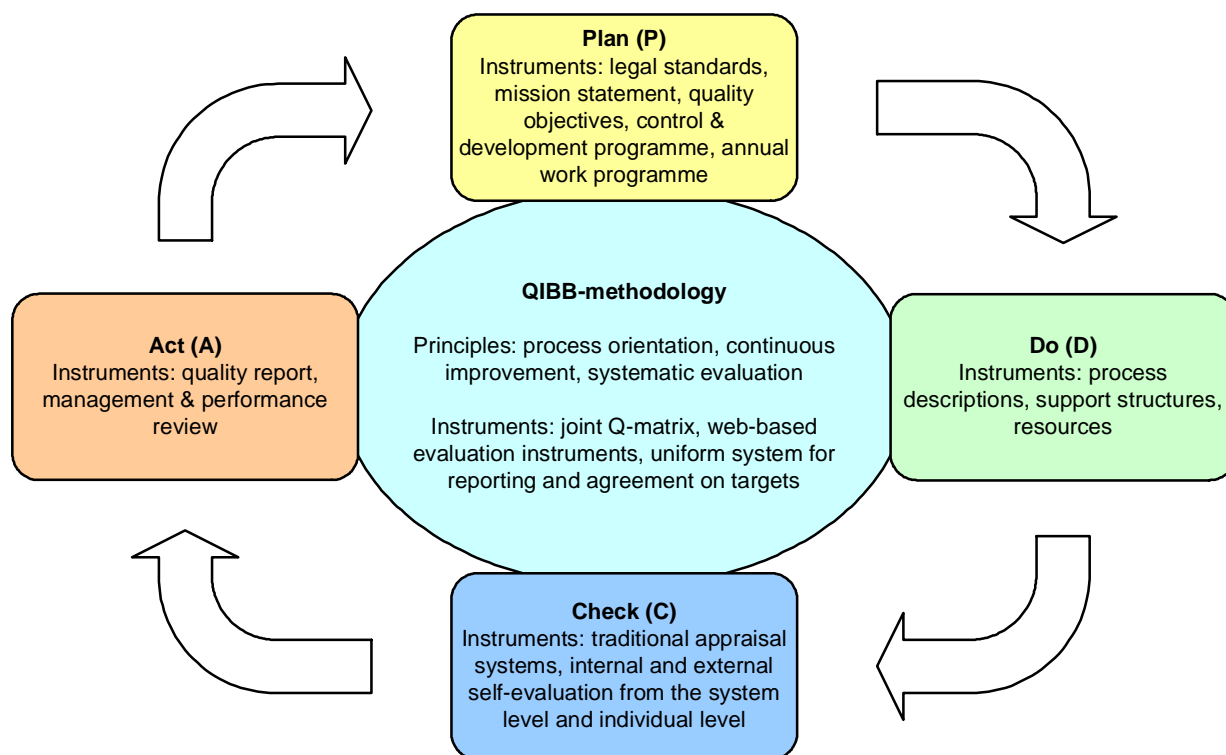 Plan (P)
Instruments: legal standards,
mission statement, quality
objectives, control &
development programme, annual
work programme
QIBB-methodology
Principles: process orientation, continuous
improvement, systematic evaluation
Instruments: joint Q-matrix, web-based
evaluation instruments, uniform system for
reporting and agreement on targets
Act (A)
Instruments: quality report,
management & performance
review
Do (D)
Instruments: process
descriptions, support structures,
resources
Check (C)
Instruments: traditional appraisal
systems, internal and external
self-evaluation from the system
level and individual level